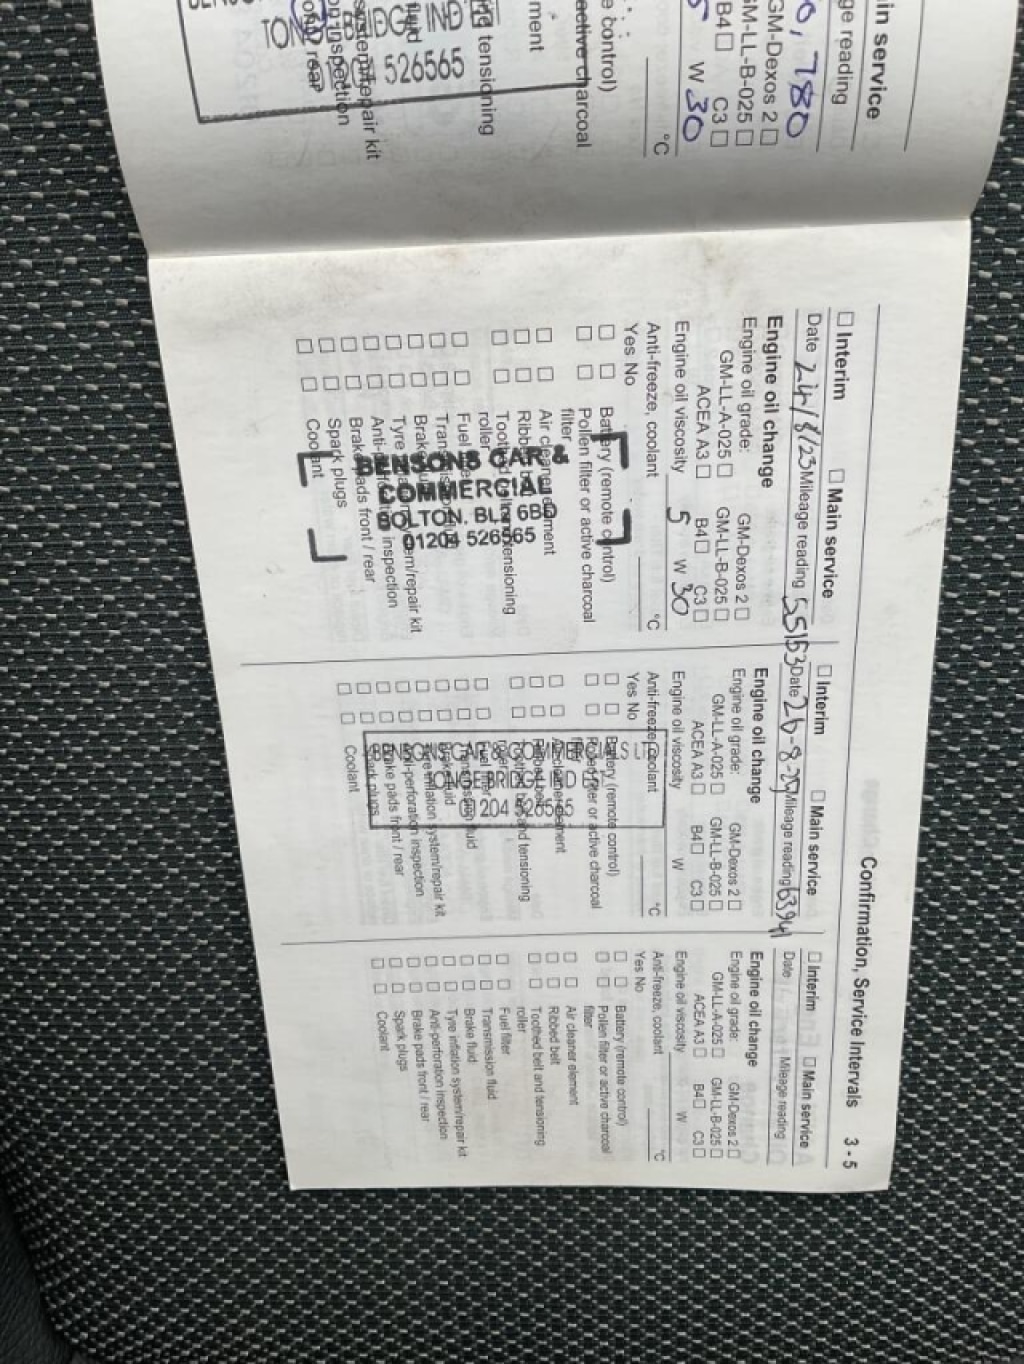 ain service
ge reading
0,780
GM-Dexos 2 □
GM-LL-B-025 □
B4 □ C3 □
5 W 30
°C
e control)
active charcoal
ment
nd tensioning
system/repair kit
inspection
rear
BRIDGE IND E
526565
Confirmation, Service Intervals 3 - 5
□ Interim □ Main service
Date 24/8/23 Mileage reading 55153
Engine oil change
Engine oil grade: GM-Dexos 2 □
GM-LL-A-025 □ GM-LL-B-025 □
ACEA A3 □ B4 □ C3 □
Engine oil viscosity 5 W 30
Anti-freeze, coolant °C
Yes No
□ □ Battery (remote control)
□ □ Pollen filter or active charcoal
filter
□ □ Air cleaner element
□ □ Ribbed belt
□ □ Toothed belt and tensioning
roller
□ □ Fuel filter
□ □ Transmission fluid
□ □ Brake fluid
□ □ Tyre inflation system/repair kit
□ □ Anti-perforation inspection
□ □ Brake pads front / rear
□ □ Spark plugs
□ □ Coolant
BENSONS CAR &
COMMERCIAL
BOLTON. BL2 6BD
01204 526565
□ Interim □ Main service
Date 26-8-25 Mileage reading 63941
Engine oil change
Engine oil grade: GM-Dexos 2 □
GM-LL-A-025 □ GM-LL-B-025 □
ACEA A3 □ B4 □ C3 □
Engine oil viscosity W
Anti-freeze, coolant °C
Yes No
□ □ Battery (remote control)
□ □ Pollen filter or active charcoal
filter
□ □ Air cleaner element
□ □ Ribbed belt
□ □ Toothed belt and tensioning
roller
□ □ Fuel filter
□ □ Transmission fluid
□ □ Brake fluid
□ □ Tyre inflation system/repair kit
□ □ Anti-perforation inspection
□ □ Brake pads front / rear
□ □ Spark plugs
□ □ Coolant
BENSONS CAR & COMMERCIALS LTD
TONGE BRIDGE IND E
01204 526565
□ Interim □ Main service
Date Mileage reading
Engine oil change
Engine oil grade: GM-Dexos 2 □
GM-LL-A-025 □ GM-LL-B-025 □
ACEA A3 □ B4 □ C3 □
Engine oil viscosity W
Anti-freeze, coolant °C
Yes No
□ □ Battery (remote control)
□ □ Pollen filter or active charcoal
filter
□ □ Air cleaner element
□ □ Ribbed belt
□ □ Toothed belt and tensioning
roller
□ □ Fuel filter
□ □ Transmission fluid
□ □ Brake fluid
□ □ Tyre inflation system/repair kit
□ □ Anti-perforation inspection
□ □ Brake pads front / rear
□ □ Spark plugs
□ □ Coolant